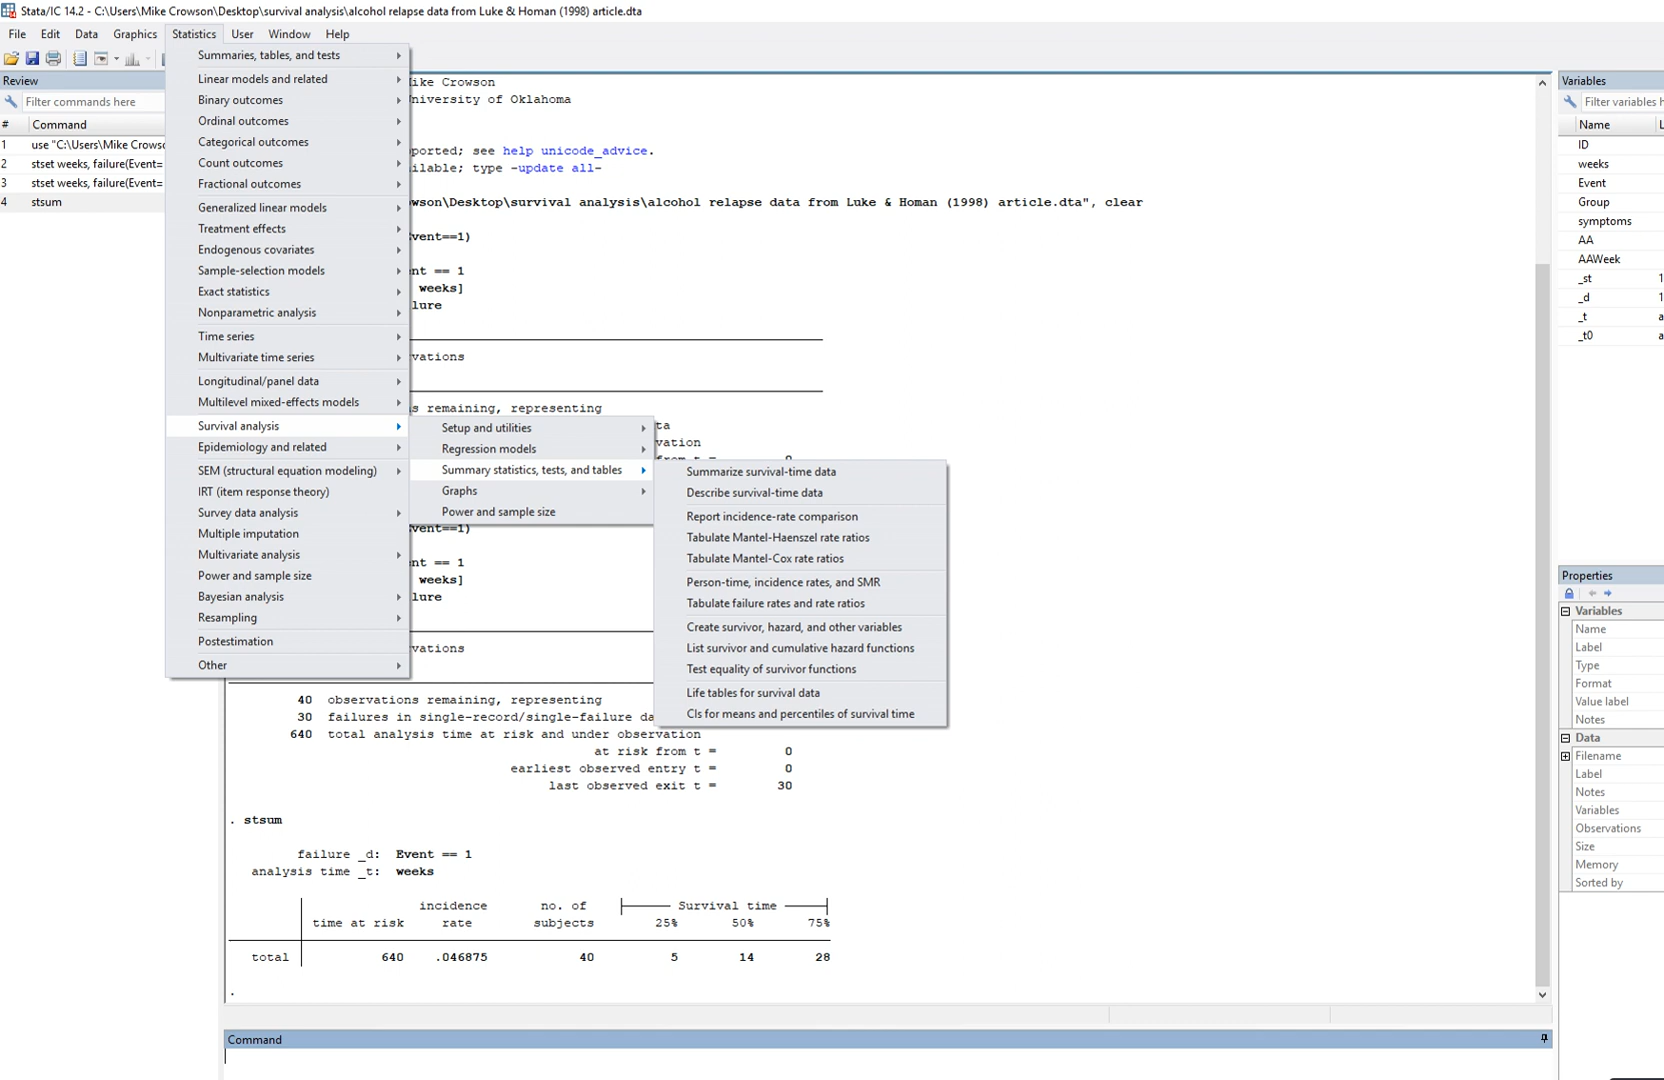 Stata/IC 14.2 - C:\Users\Mike Crowson\Desktop\survival analysis\alcohol relapse data from Luke & Homan (1998) article.dta
File Edit Data Graphics Statistics User Window Help
Review
Filter commands here
# Command
1 use "C:\Users\Mike Crowso
2 stset weeks, failure(Event=
3 stset weeks, failure(Event=
4 stsum
Summaries, tables, and tests
Linear models and related
Binary outcomes
Ordinal outcomes
Categorical outcomes
Count outcomes
Fractional outcomes
Generalized linear models
Treatment effects
Endogenous covariates
Sample-selection models
Exact statistics
Nonparametric analysis
Time series
Multivariate time series
Longitudinal/panel data
Multilevel mixed-effects models
Survival analysis
Epidemiology and related
SEM (structural equation modeling)
IRT (item response theory)
Survey data analysis
Multiple imputation
Multivariate analysis
Power and sample size
Bayesian analysis
Resampling
Postestimation
Other
Setup and utilities
Regression models
Summary statistics, tests, and tables
Graphs
Power and sample size
Summarize survival-time data
Describe survival-time data
Report incidence-rate comparison
Tabulate Mantel-Haenszel rate ratios
Tabulate Mantel-Cox rate ratios
Person-time, incidence rates, and SMR
Tabulate failure rates and rate ratios
Create survivor, hazard, and other variables
List survivor and cumulative hazard functions
Test equality of survivor functions
Life tables for survival data
CIs for means and percentiles of survival time
Mike Crowson
University of Oklahoma
ported; see help unicode_advice.
ilable; type -update all-
wson\Desktop\survival analysis\alcohol relapse data from Luke & Homan (1998) article.dta", clear
Event==1)
nt == 1
weeks]
lure
vations
s remaining, representing
ta
vation
Event==1)
nt == 1
weeks]
lure
vations
40 observations remaining, representing
30 failures in single-record/single-failure da
640 total analysis time at risk and under observation
at risk from t = 0
earliest observed entry t = 0
last observed exit t = 30
. stsum
failure _d: Event == 1
analysis time _t: weeks
incidence no. of Survival time
time at risk rate subjects 25% 50% 75%
total 640 .046875 40 5 14 28
.
Command
Variables
Filter variables h
Name L
ID
weeks
Event
Group
symptoms
AA
AAWeek
_st 1
_d 1
_t a
_t0 a
Properties
Variables
Name
Label
Type
Format
Value label
Notes
Data
Filename
Label
Notes
Variables
Observations
Size
Memory
Sorted by